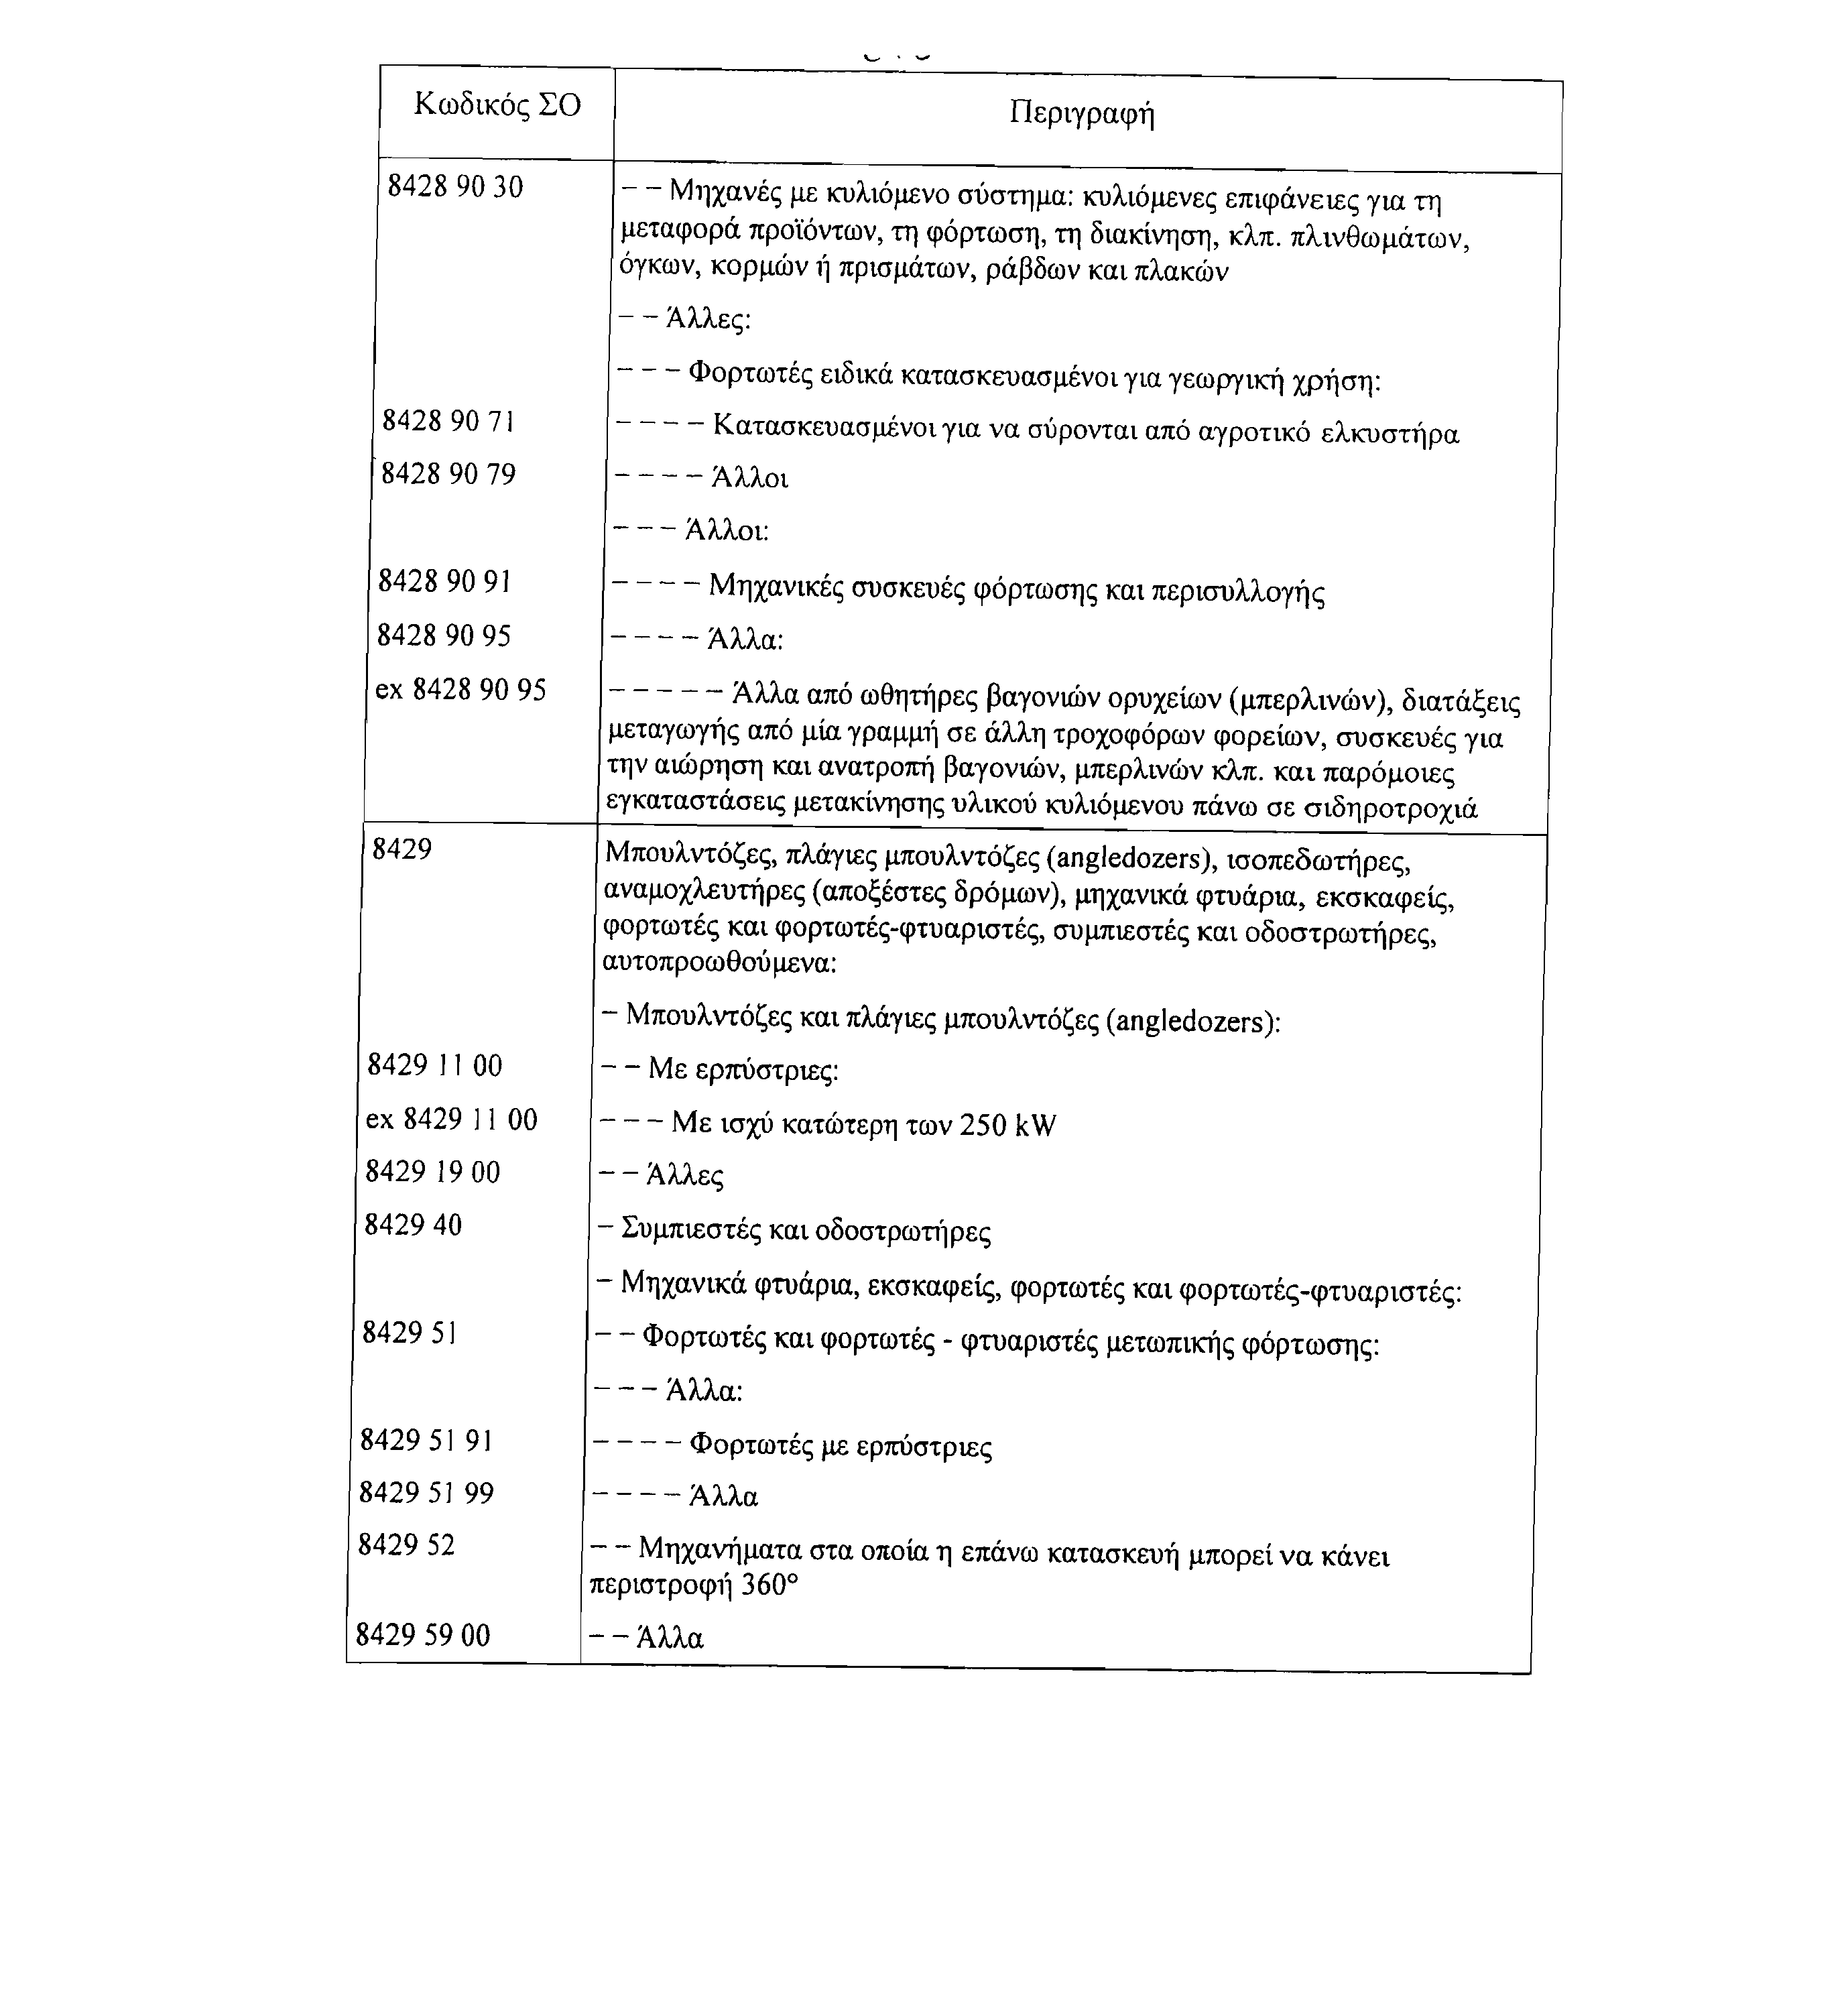 Κωδικός ΣΟ Περιγραφή
8428 90 30 – – Μηχανές με κυλιόμενο σύστημα: κυλιόμενες επιφάνειες για τη
μεταφορά προϊόντων, τη φόρτωση, τη διακίνηση, κλπ. πλινθωμάτων,
όγκων, κορμών ή πρισμάτων, ράβδων και πλακών
– – Άλλες:
– – – Φορτωτές ειδικά κατασκευασμένοι για γεωργική χρήση:
8428 90 71 – – – – Κατασκευασμένοι για να σύρονται από αγροτικό ελκυστήρα
8428 90 79 – – – – Άλλοι
– – – Άλλοι:
8428 90 91 – – – – Μηχανικές συσκευές φόρτωσης και περισυλλογής
8428 90 95 – – – – Άλλα:
ex 8428 90 95 – – – – – Άλλα από ωθητήρες βαγονιών ορυχείων (μπερλινών), διατάξεις
μεταγωγής από μία γραμμή σε άλλη τροχοφόρων φορείων, συσκευές για
την αιώρηση και ανατροπή βαγονιών, μπερλινών κλπ. και παρόμοιες
εγκαταστάσεις μετακίνησης υλικού κυλιόμενου πάνω σε σιδηροτροχιά
8429 Μπουλντόζες, πλάγιες μπουλντόζες (angledozers), ισοπεδωτήρες,
αναμοχλευτήρες (αποξέστες δρόμων), μηχανικά φτυάρια, εκσκαφείς,
φορτωτές και φορτωτές-φτυαριστές, συμπιεστές και οδοστρωτήρες,
αυτοπροωθούμενα:
– Μπουλντόζες και πλάγιες μπουλντόζες (angledozers):
8429 11 00 – – Με ερπύστριες:
ex 8429 11 00 – – – Με ισχύ κατώτερη των 250 kW
8429 19 00 – – Άλλες
8429 40 – Συμπιεστές και οδοστρωτήρες
– Μηχανικά φτυάρια, εκσκαφείς, φορτωτές και φορτωτές-φτυαριστές:
8429 51 – – Φορτωτές και φορτωτές - φτυαριστές μετωπικής φόρτωσης:
– – – Άλλα:
8429 51 91 – – – – Φορτωτές με ερπύστριες
8429 51 99 – – – – Άλλα
8429 52 – – Μηχανήματα στα οποία η επάνω κατασκευή μπορεί να κάνει
περιστροφή 360°
8429 59 00 – – Άλλα